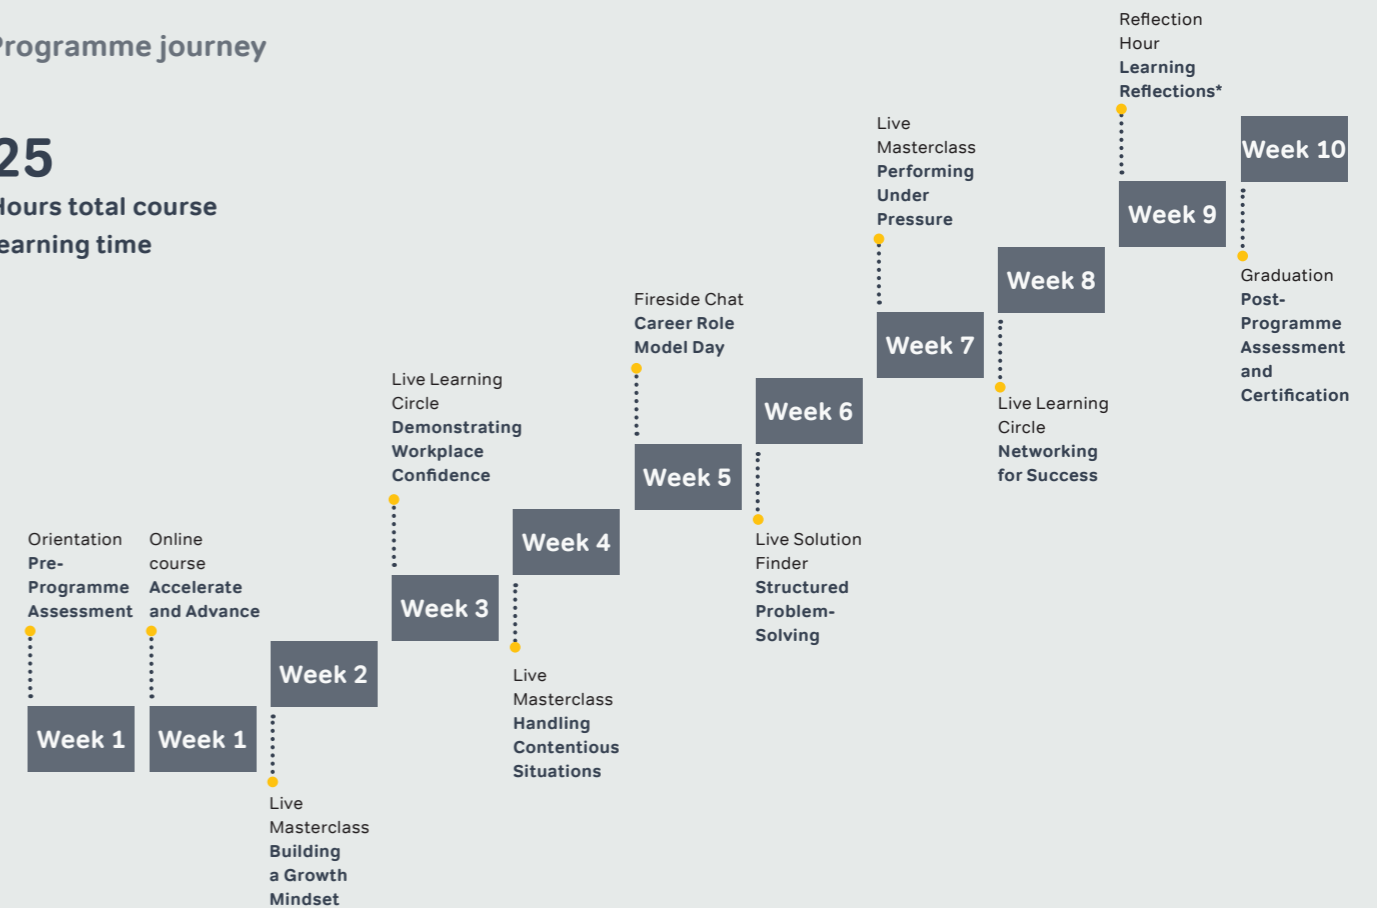 Programme journey
25
Hours total course
earning time
Orientation
Pre-
Programme
Assessment
Week 1
Online
course
Accelerate
and Advance
Week 1
Week 2
Live
Masterclass
Building
a Growth
Mindset
Live Learning
Circle
Demonstrating
Workplace
Confidence
Week 3
Week 4
Live
Masterclass
Handling
Contentious
Situations
Fireside Chat
Career Role
Model Day
Week 5
Week 6
Live Solution
Finder
Structured
Problem-
Solving
Live
Masterclass
Performing
Under
Pressure
Week 7
Week 8
Live Learning
Circle
Networking
for Success
Reflection
Hour
Learning
Reflections*
Week 9
Week 10
Graduation
Post-
Programme
Assessment
and
Certification